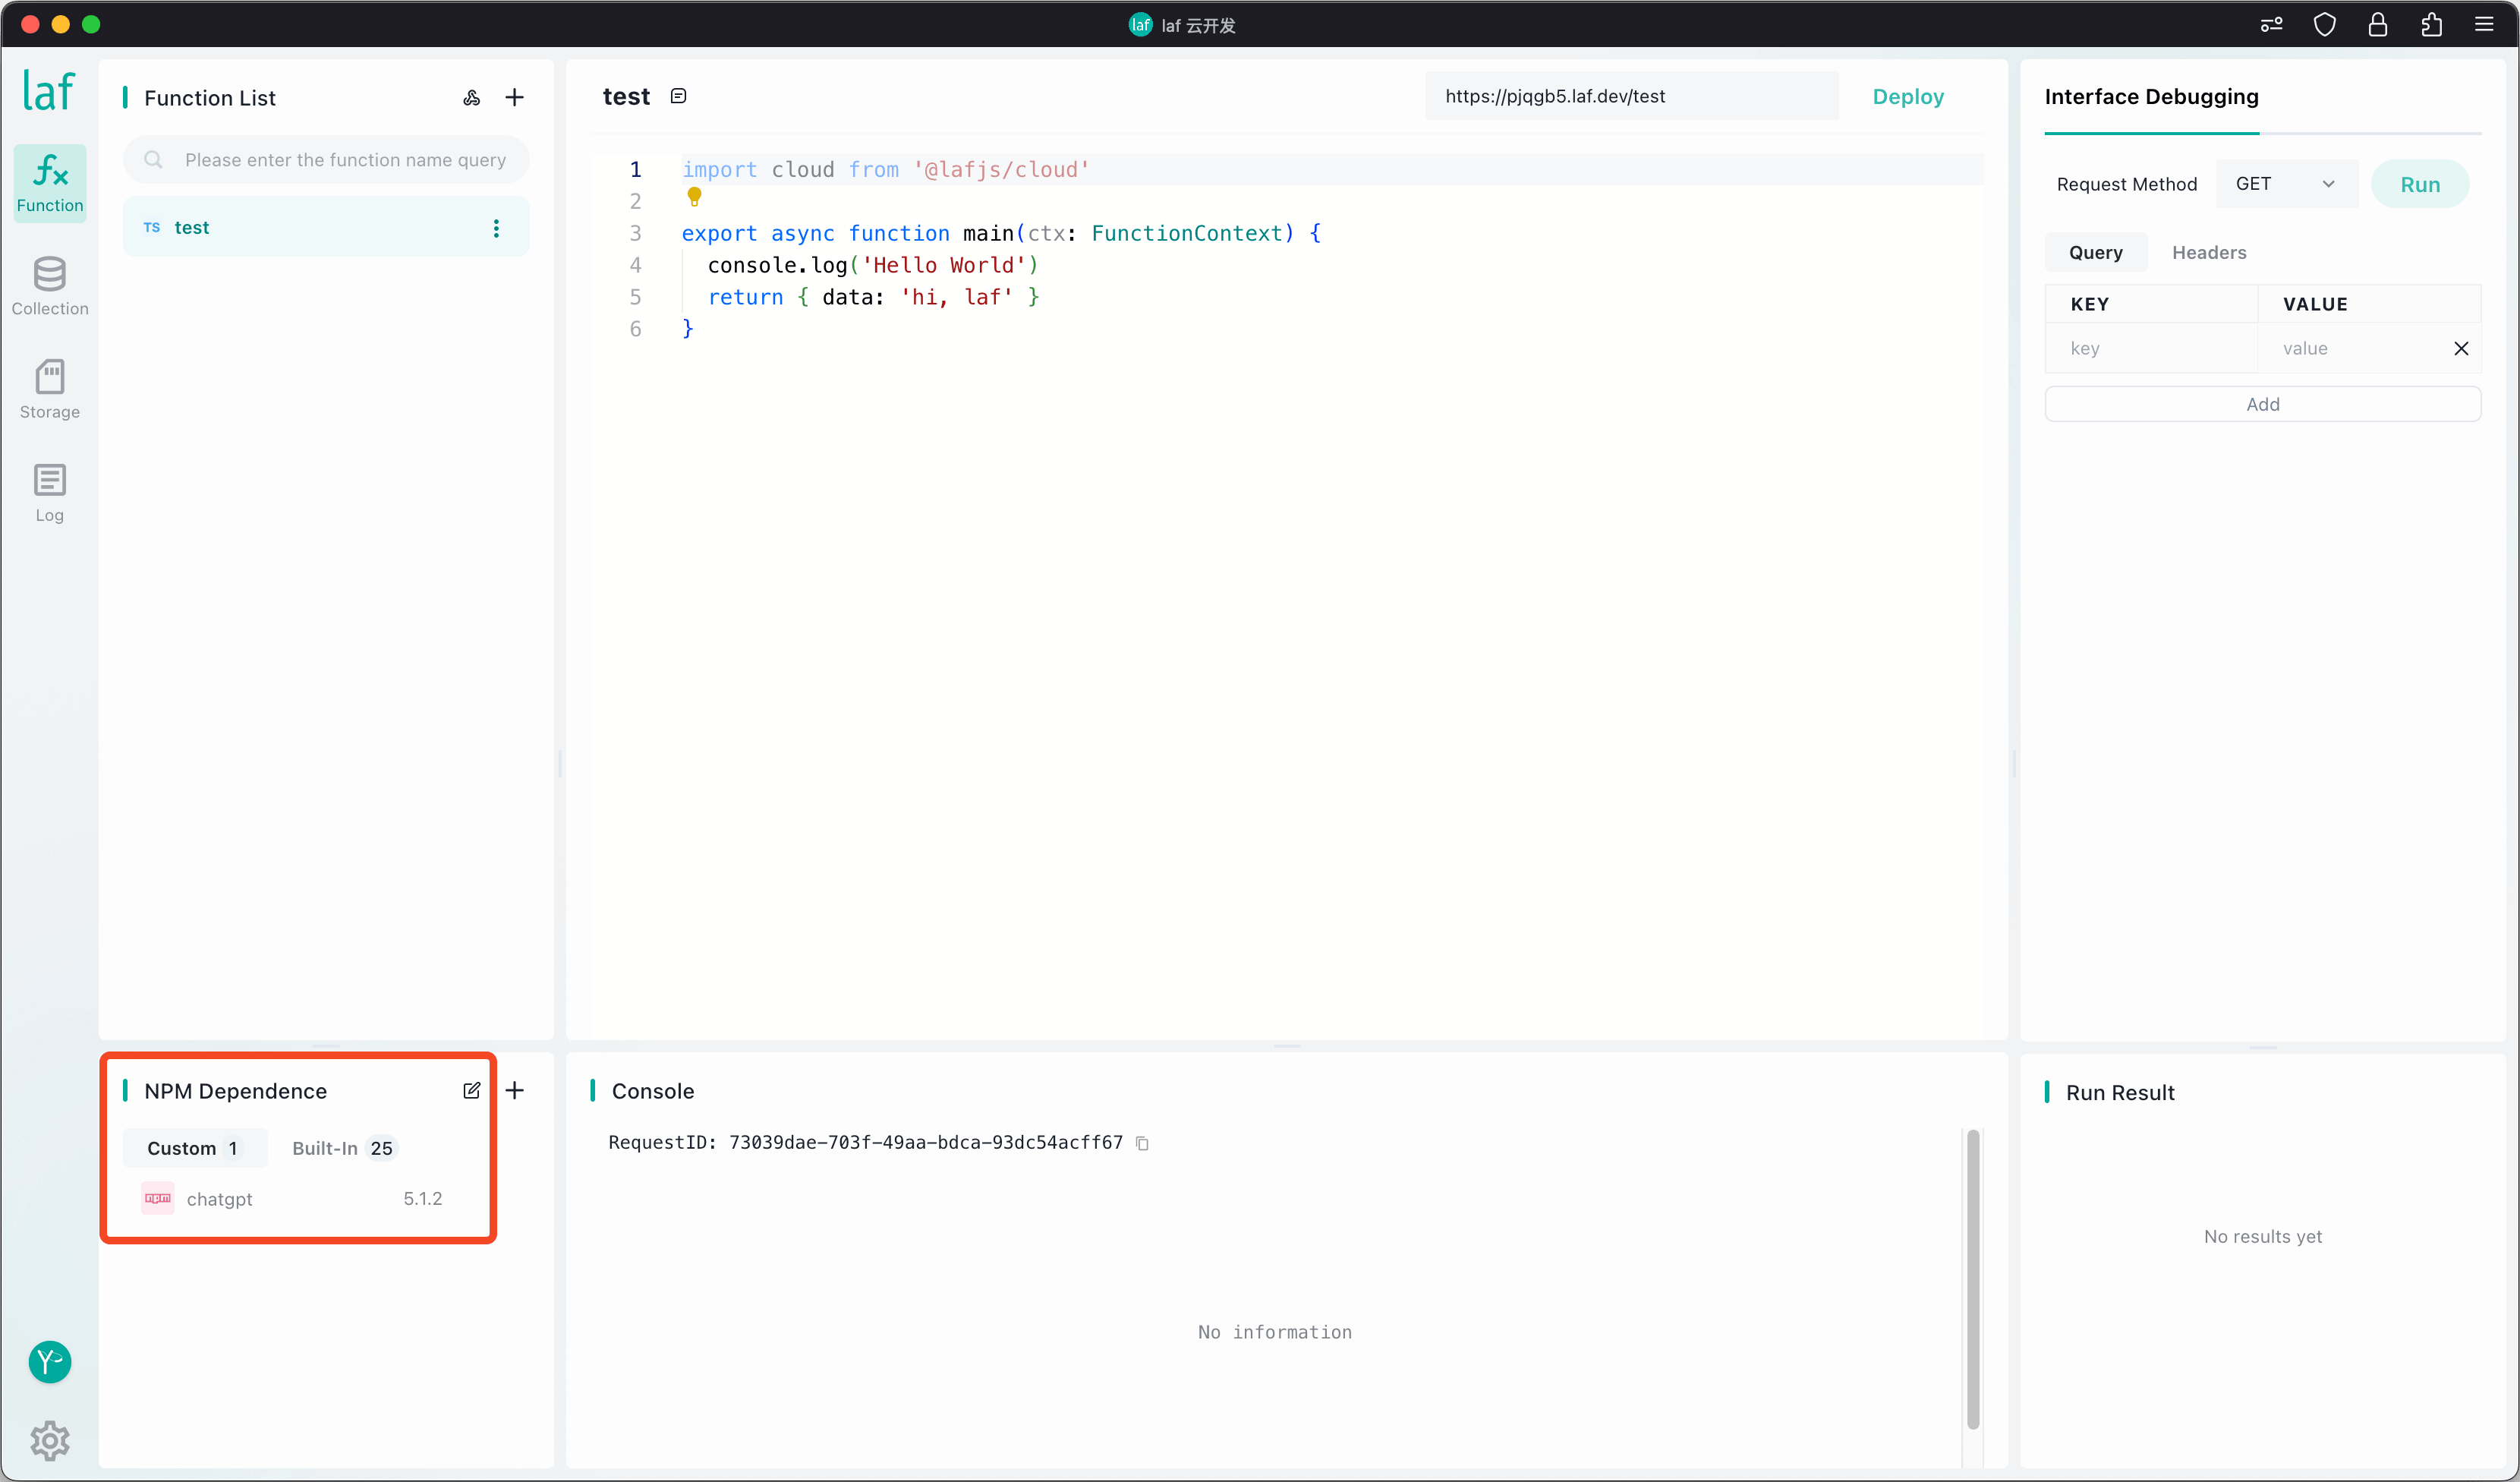 laf laf 云开发
laf
Function
Collection
Storage
Log
Function List
Please enter the function name query
TS test
test
https://pjqgb5.laf.dev/test
Deploy
1 import cloud from '@lafjs/cloud'
2
3 export async function main(ctx: FunctionContext) {
4 console.log('Hello World')
5 return { data: 'hi, laf' }
6 }
Interface Debugging
Request Method GET Run
Query Headers
KEY VALUE
key value
Add
NPM Dependence
Custom 1 Built-In 25
npm chatgpt 5.1.2
Console
RequestID: 73039dae-703f-49aa-bdca-93dc54acff67
No information
Run Result
No results yet